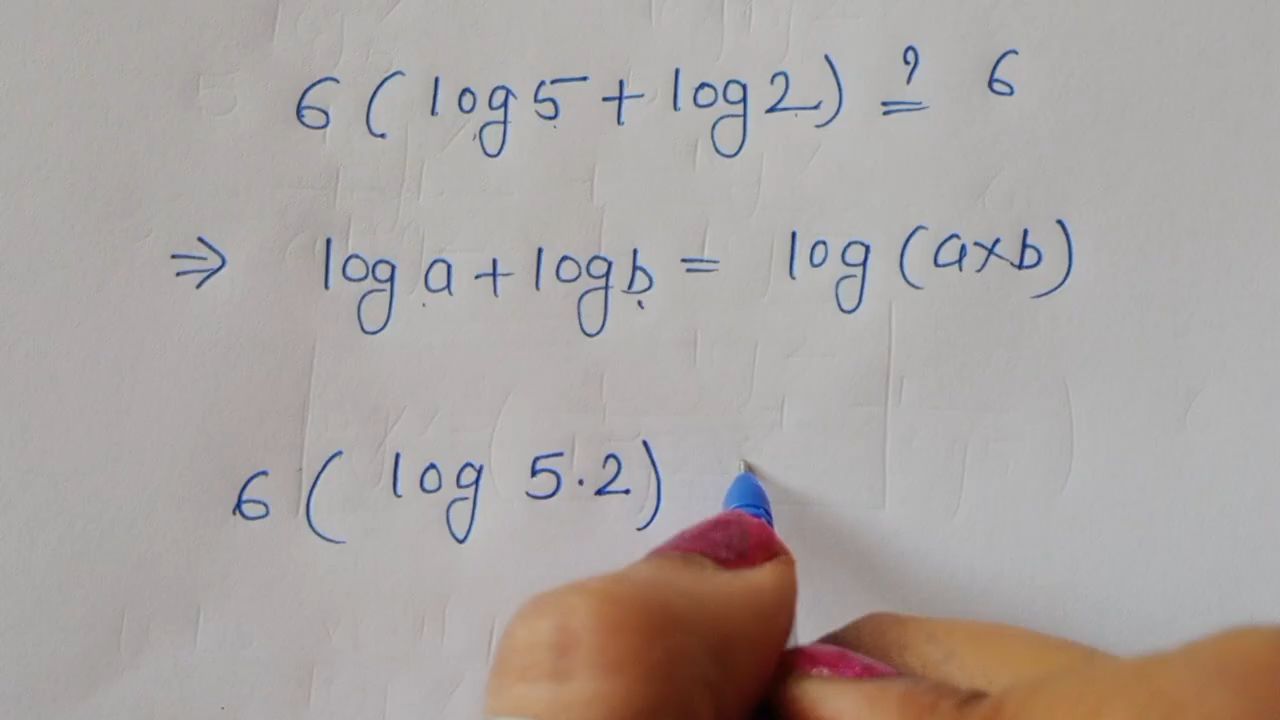 6 ( log 5 + log 2 ) ≟ 6
⇒ log a + log b = log ( a × b )
6 ( log 5 · 2 )